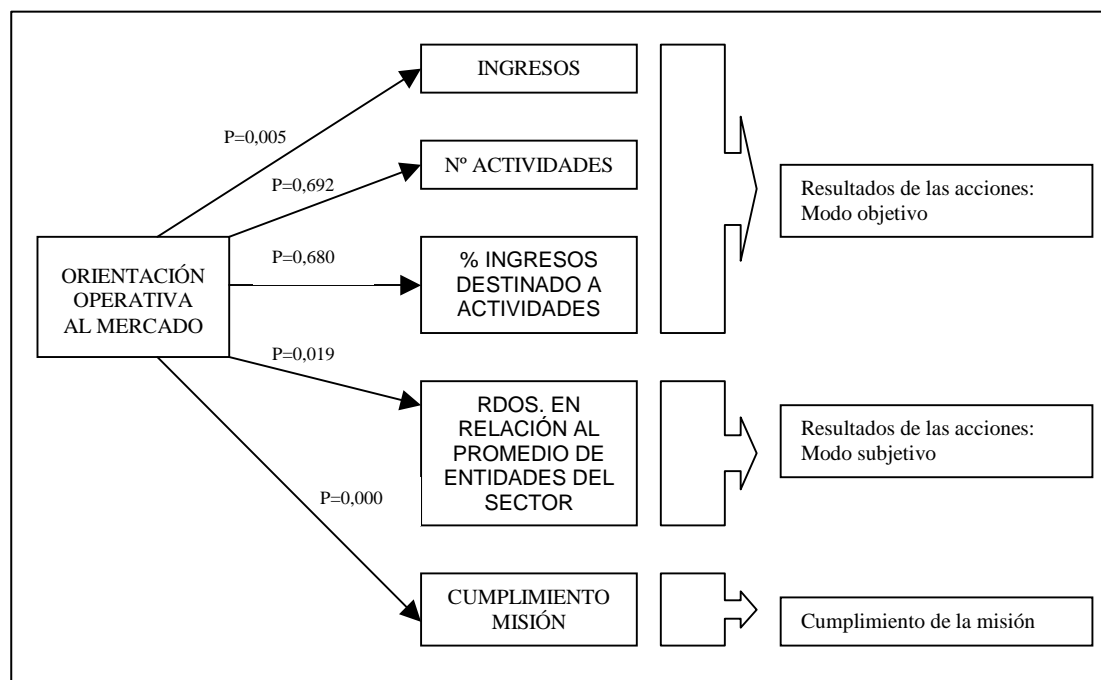 INGRESOS
P=0,005
Nº ACTIVIDADES
P=0,692
Resultados de las acciones:
Modo objetivo
P=0,680
% INGRESOS
DESTINADO A
ACTIVIDADES
ORIENTACIÓN
OPERATIVA
AL MERCADO
P=0,019
RDOS. EN
RELACIÓN AL
PROMEDIO DE
ENTIDADES DEL
SECTOR
Resultados de las acciones:
Modo subjetivo
P=0,000
CUMPLIMIENTO
MISIÓN
Cumplimiento de la misión